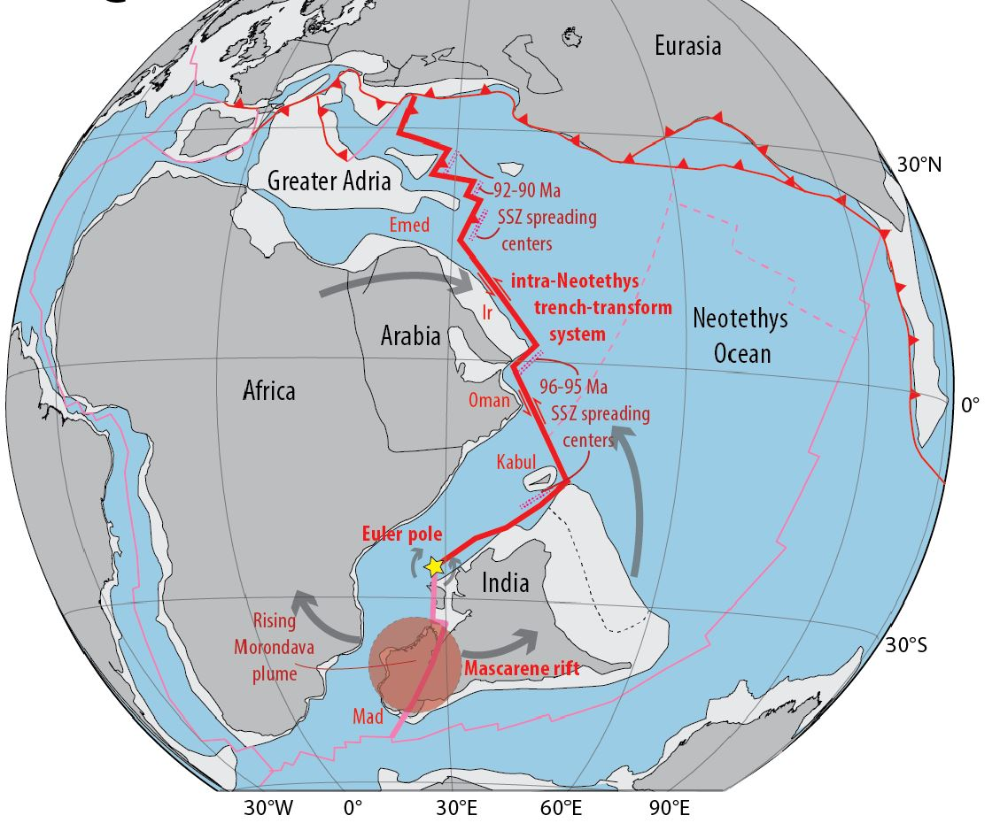 Eurasia
30°N
Greater Adria
92-90 Ma
SSZ spreading
centers
Emed
intra-Neotethys
trench-transform
system
Ir
Neotethys
Ocean
Arabia
Africa
96-95 Ma
SSZ spreading
centers
Oman
0°
Kabul
Euler pole
India
Rising
Morondava
plume
30°S
Mascarene rift
Mad
30°W
0°
30°E
60°E
90°E